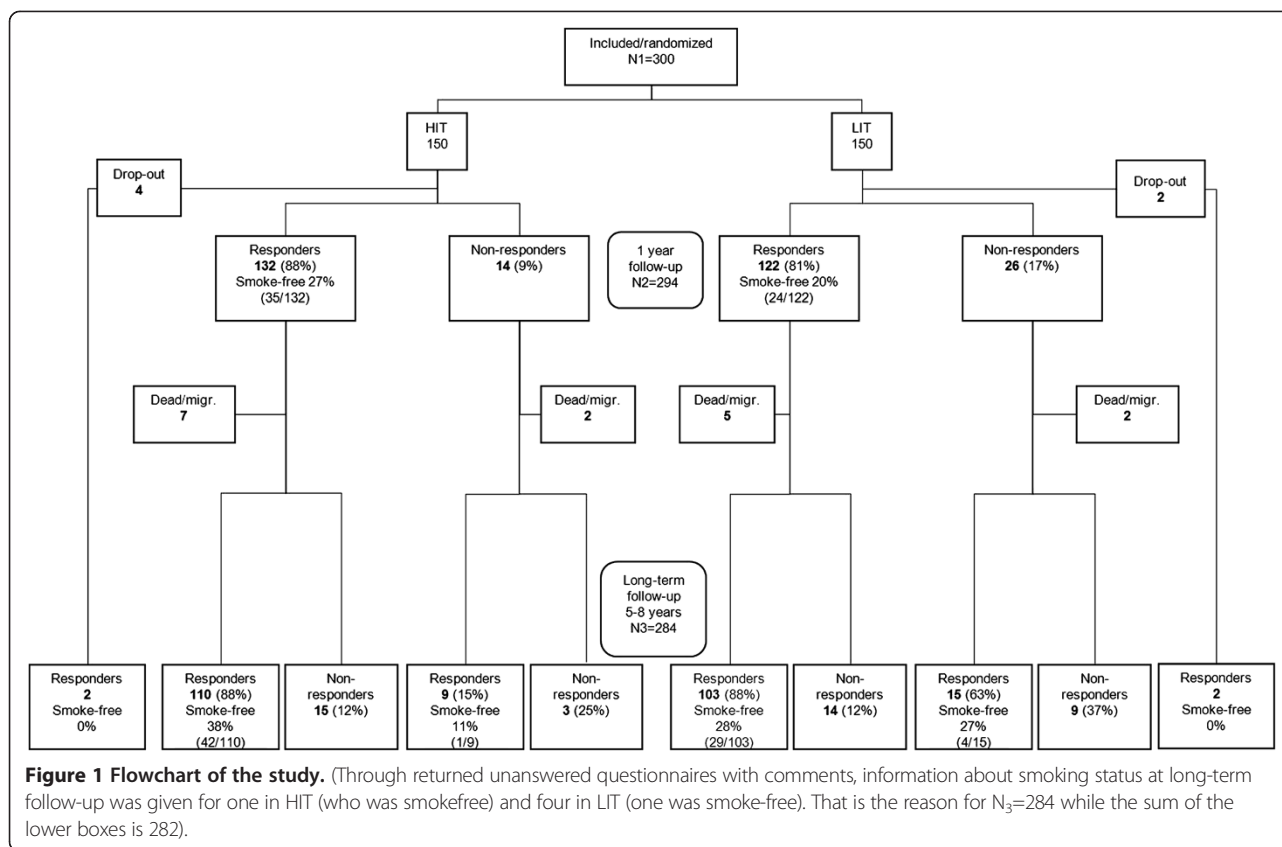 Included/randomized
N1=300
HIT
150
LIT
150
Drop-out
4
Drop-out
2
Responders
132 (88%)
Smoke-free 27%
(35/132)
Non-responders
14 (9%)
1 year
follow-up
N2=294
Responders
122 (81%)
Smoke-free 20%
(24/122)
Non-responders
26 (17%)
Dead/migr.
7
Dead/migr.
2
Dead/migr.
5
Dead/migr.
2
Long-term
follow-up
5-8 years
N3=284
Responders
2
Smoke-free
0%
Responders
110 (88%)
Smoke-free
38%
(42/110)
Non-
responders
15 (12%)
Responders
9 (15%)
Smoke-free
11%
(1/9)
Non-
responders
3 (25%)
Responders
103 (88%)
Smoke-free
28%
(29/103)
Non-
responders
14 (12%)
Responders
15 (63%)
Smoke-free
27%
(4/15)
Non-
responders
9 (37%)
Responders
2
Smoke-free
0%
Figure 1 Flowchart of the study. (Through returned unanswered questionnaires with comments, information about smoking status at long-term
follow-up was given for one in HIT (who was smokefree) and four in LIT (one was smoke-free). That is the reason for N₃=284 while the sum of the
lower boxes is 282).